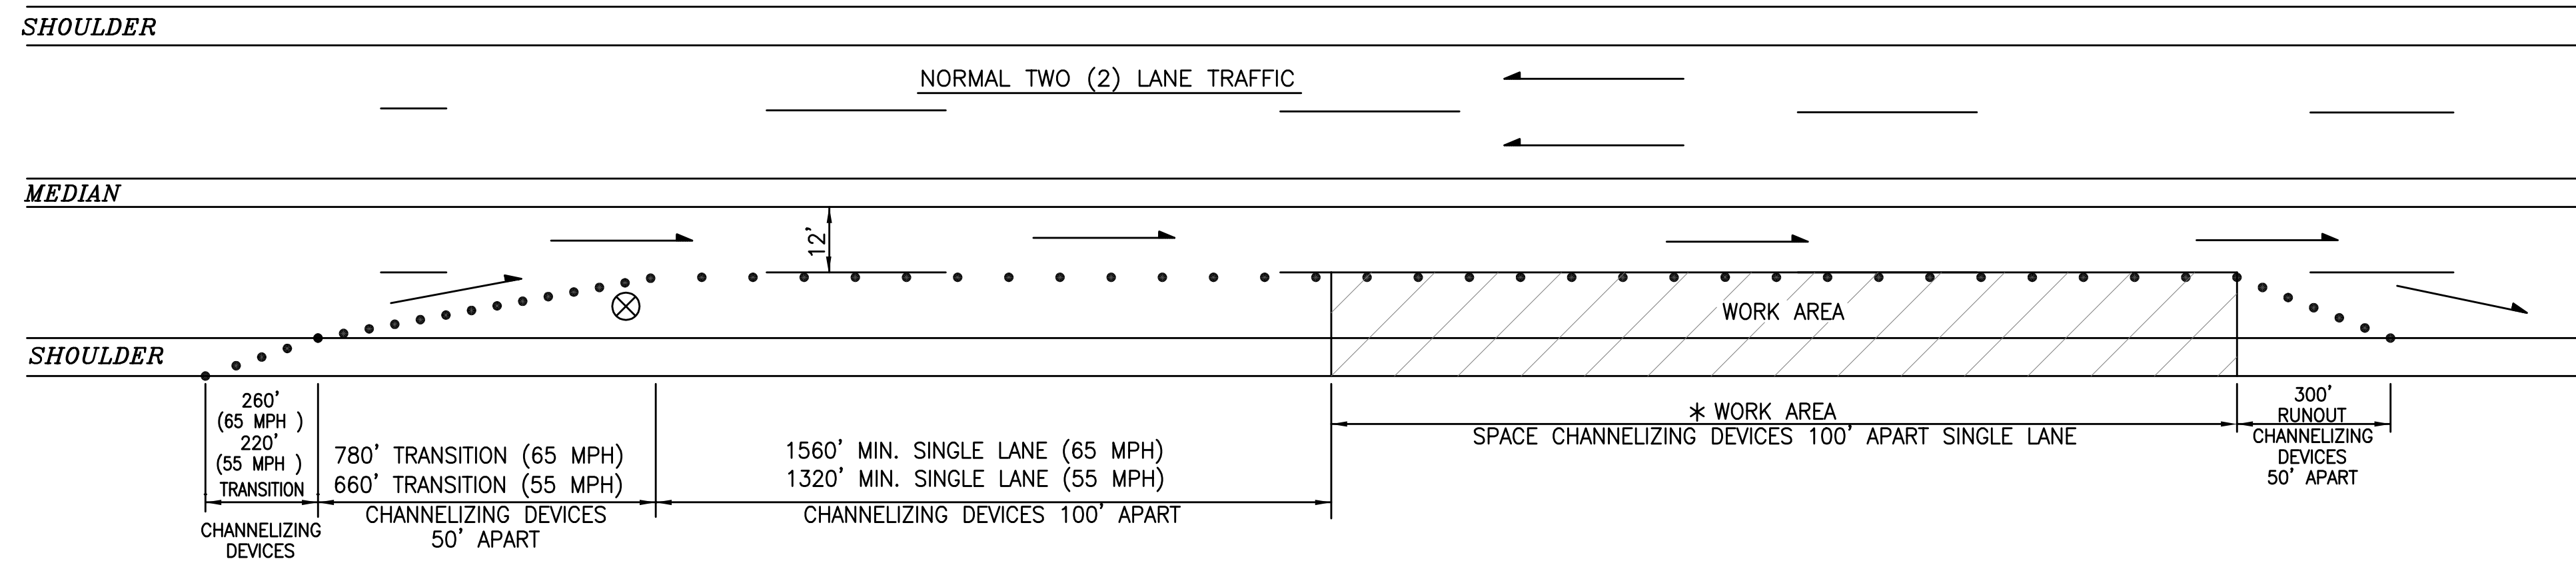 SHOULDER
NORMAL TWO (2) LANE TRAFFIC
MEDIAN
12'
WORK AREA
SHOULDER
260'
(65 MPH )
220'
(55 MPH )
TRANSITION
CHANNELIZING
DEVICES
780' TRANSITION (65 MPH)
660' TRANSITION (55 MPH)
CHANNELIZING DEVICES
50' APART
1560' MIN. SINGLE LANE (65 MPH)
1320' MIN. SINGLE LANE (55 MPH)
CHANNELIZING DEVICES 100' APART
* WORK AREA
SPACE CHANNELIZING DEVICES 100' APART SINGLE LANE
300'
RUNOUT
CHANNELIZING
DEVICES
50' APART